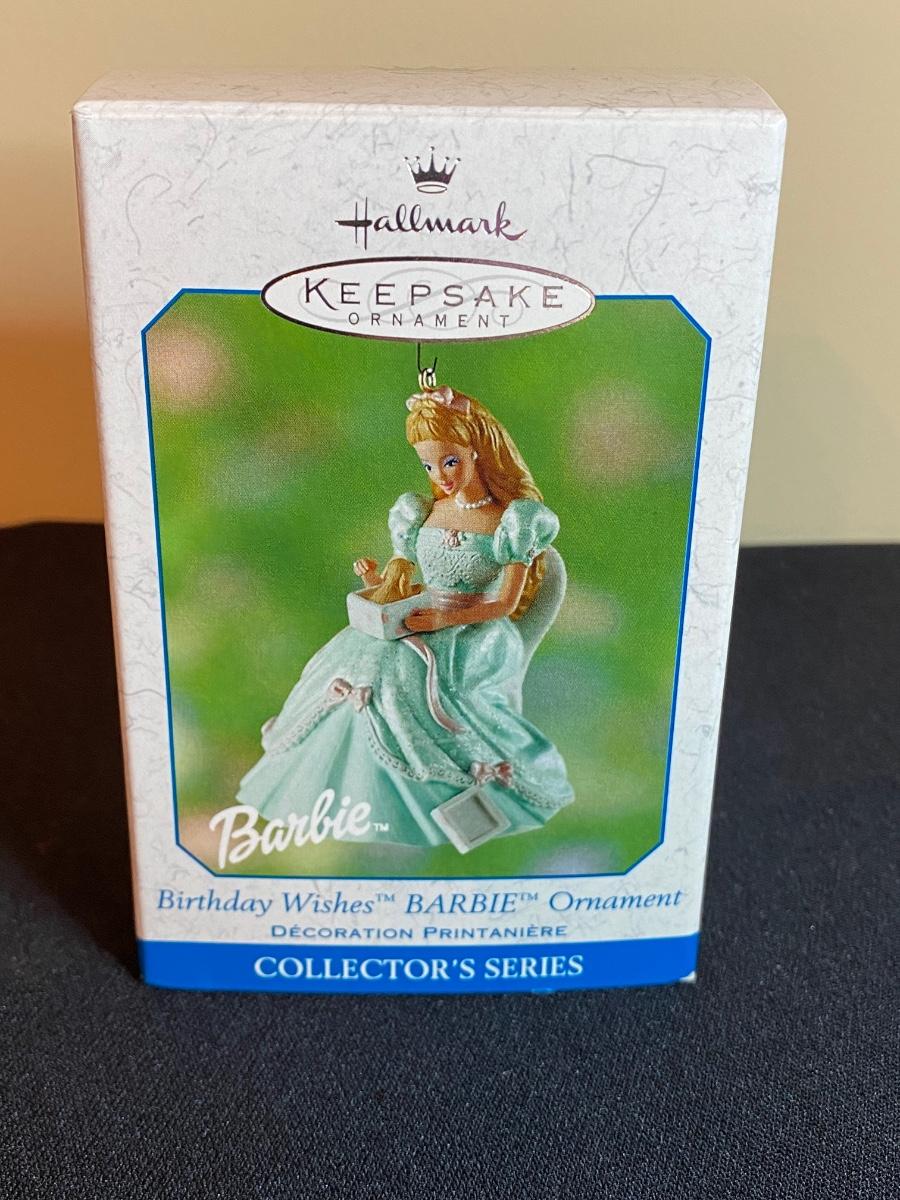 Hallmark
KEEPSAKE
ORNAMENT
Barbie™
Birthday Wishes™ BARBIE™ Ornament
DÉCORATION PRINTANIÈRE
COLLECTOR'S SERIES